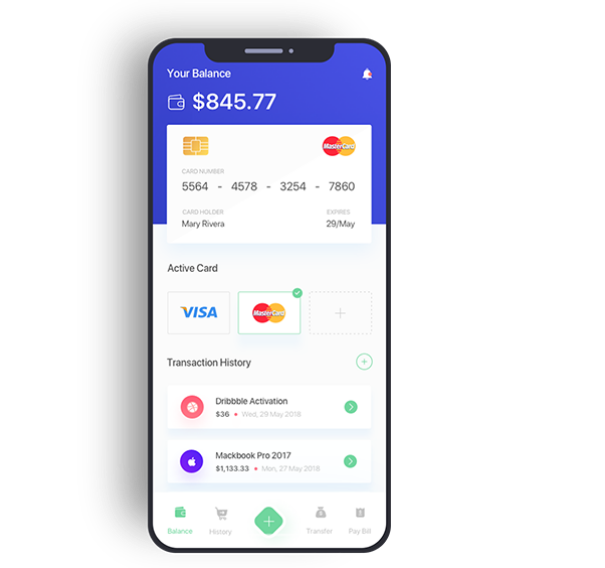 Your Balance
$845.77
MasterCard
CARD NUMBER
5564 - 4578 - 3254 - 7860
CARD HOLDER EXPIRES
Mary Rivera 29/May
Active Card
VISA MasterCard +
Transaction History +
Dribbble Activation
$36 • Wed, 29 May 2018
Mackbook Pro 2017
$1,133.33 • Mon, 27 May 2018
Balance History + Transfer Pay Bill